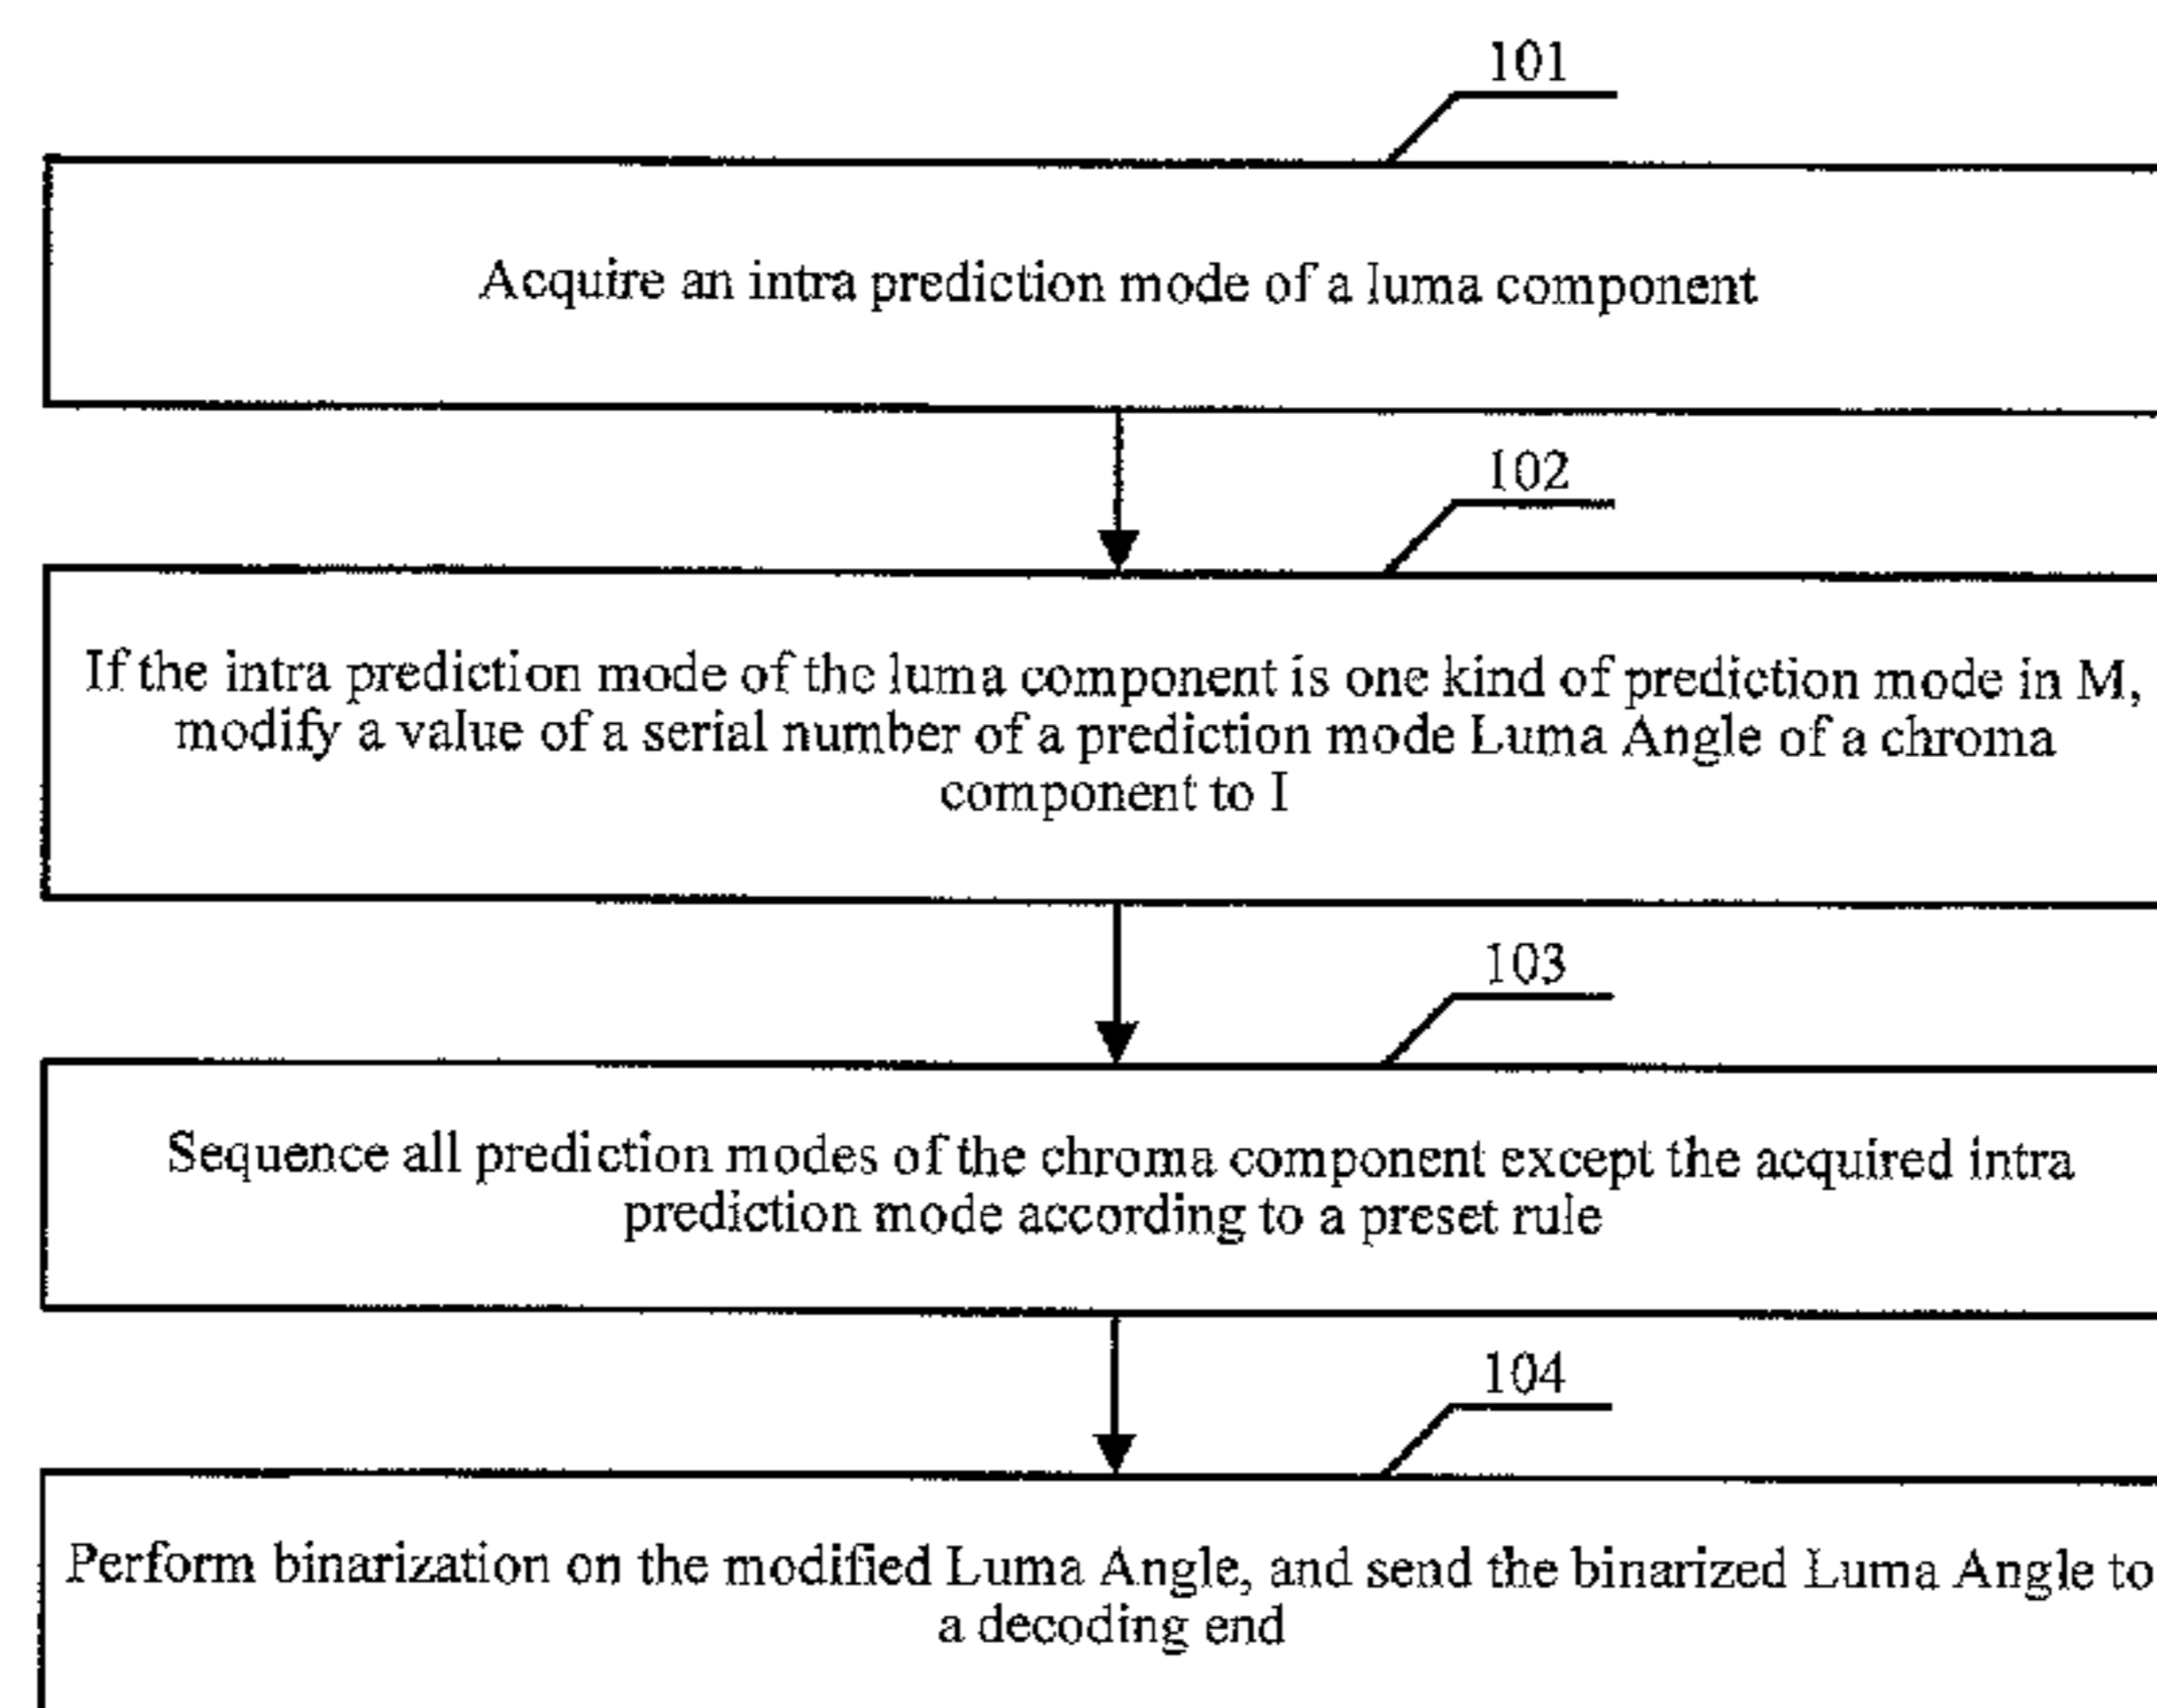 101
Acquire an intra prediction mode of a luma component
102
If the intra prediction mode of the luma component is one kind of prediction mode in M,
modify a value of a serial number of a prediction mode Luma Angle of a chroma
component to I
103
Sequence all prediction modes of the chroma component except the acquired intra
prediction mode according to a preset rule
104
Perform binarization on the modified Luma Angle, and send the binarized Luma Angle to
a decoding end